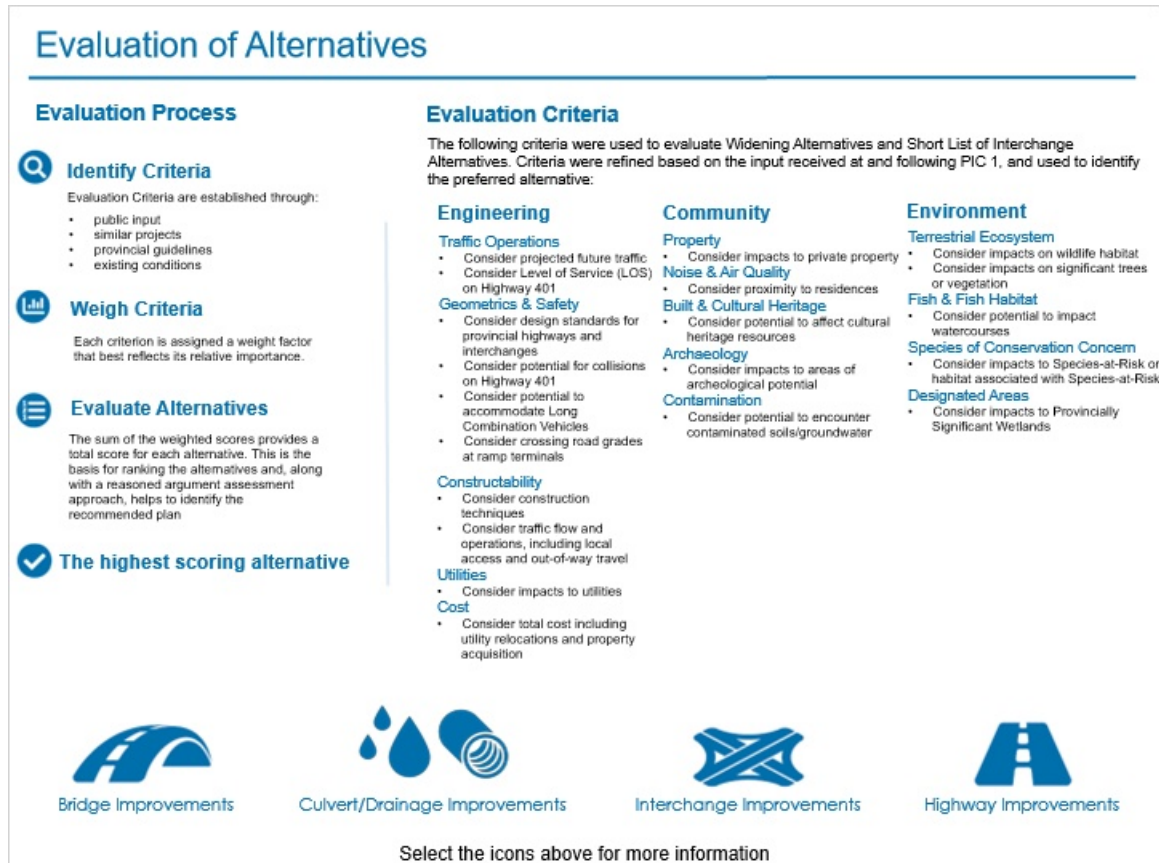 Evaluation of Alternatives
Evaluation Process
Identify Criteria
Evaluation Criteria are established through:
• public input
• similar projects
• provincial guidelines
• existing conditions
Weigh Criteria
Each criterion is assigned a weight factor
that best reflects its relative importance.
Evaluate Alternatives
The sum of the weighted scores provides a
total score for each alternative. This is the
basis for ranking the alternatives and, along
with a reasoned argument assessment
approach, helps to identify the
recommended plan
The highest scoring alternative
Evaluation Criteria
The following criteria were used to evaluate Widening Alternatives and Short List of Interchange
Alternatives. Criteria were refined based on the input received at and following PIC 1, and used to identify
the preferred alternative:
Engineering
Traffic Operations
• Consider projected future traffic
• Consider Level of Service (LOS)
on Highway 401
Geometrics & Safety
• Consider design standards for
provincial highways and
interchanges
• Consider potential for collisions
on Highway 401
• Consider potential to
accommodate Long
Combination Vehicles
• Consider crossing road grades
at ramp terminals
Constructability
• Consider construction
techniques
• Consider traffic flow and
operations, including local
access and out-of-way travel
Utilities
• Consider impacts to utilities
Cost
• Consider total cost including
utility relocations and property
acquisition
Community
Property
• Consider impacts to private property
Noise & Air Quality
• Consider proximity to residences
Built & Cultural Heritage
• Consider potential to affect cultural
heritage resources
Archaeology
• Consider impacts to areas of
archeological potential
Contamination
• Consider potential to encounter
contaminated soils/groundwater
Environment
Terrestrial Ecosystem
• Consider impacts on wildlife habitat
• Consider impacts on significant trees
or vegetation
Fish & Fish Habitat
• Consider potential to impact
watercourses
Species of Conservation Concern
• Consider impacts to Species-at-Risk or
habitat associated with Species-at-Risk
Designated Areas
• Consider impacts to Provincially
Significant Wetlands
Bridge Improvements
Culvert/Drainage Improvements
Interchange Improvements
Highway Improvements
Select the icons above for more information